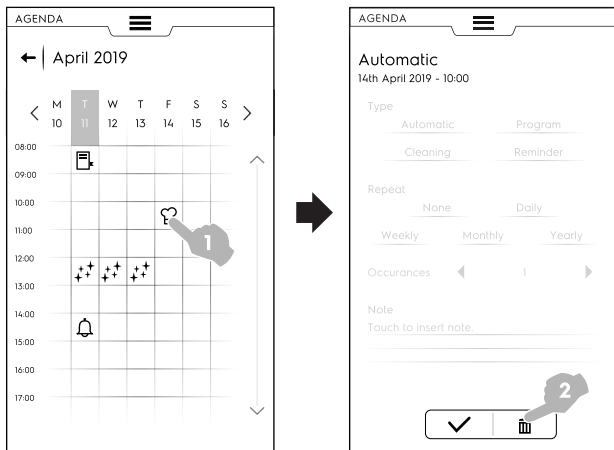 AGENDA
April 2019
M T W T F S S
10 11 12 13 14 15 16
08:00
09:00
10:00
11:00
1
12:00
13:00
14:00
15:00
16:00
17:00
AGENDA
Automatic
14th April 2019 - 10:00
Type
Automatic Program
Cleaning Reminder
Repeat
None Daily
Weekly Monthly Yearly
Occurances 1
Note
Touch to insert note.
2